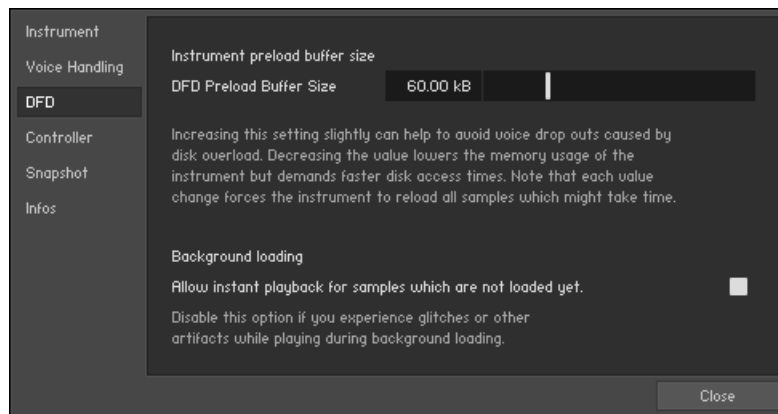 Instrument
Voice Handling
DFD
Controller
Snapshot
Infos
Instrument preload buffer size
DFD Preload Buffer Size 60.00 kB
Increasing this setting slightly can help to avoid voice drop outs caused by
disk overload. Decreasing the value lowers the memory usage of the
instrument but demands faster disk access times. Note that each value
change forces the instrument to reload all samples which might take time.
Background loading
Allow instant playback for samples which are not loaded yet.
Disable this option if you experience glitches or other
artifacts while playing during background loading.
Close